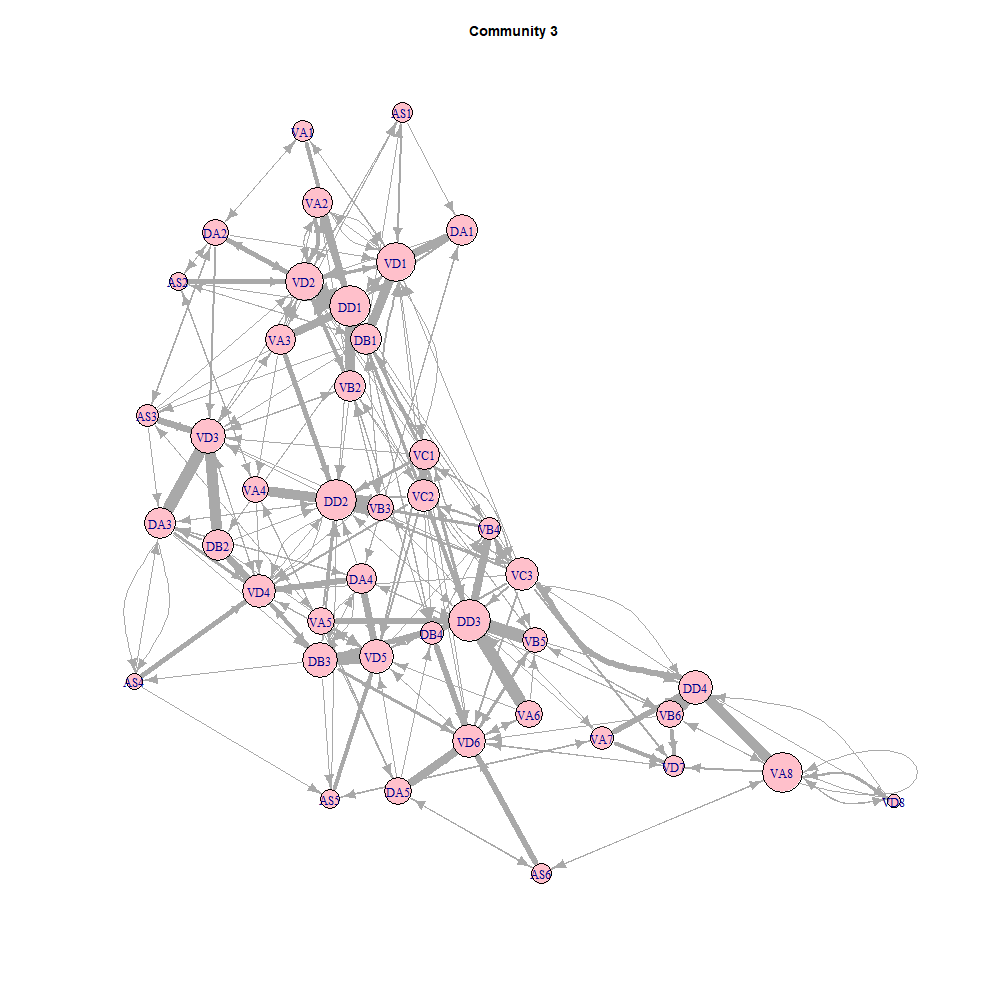 Community 3
AS1
VA1
VA2
DA1
DA2
VD1
VD2
AS2
DD1
VA3
DB1
VB2
AS3
VD3
VC1
VA4
VC2
DD2
VB3
DA3
VB4
DB2
VC3
DA4
VD4
VA5
DD3
DB4
VB5
VD5
DB3
AS4
DD4
VA6
VB6
VA7
VD6
VD7
VA8
DA5
AS5
VD8
AS6